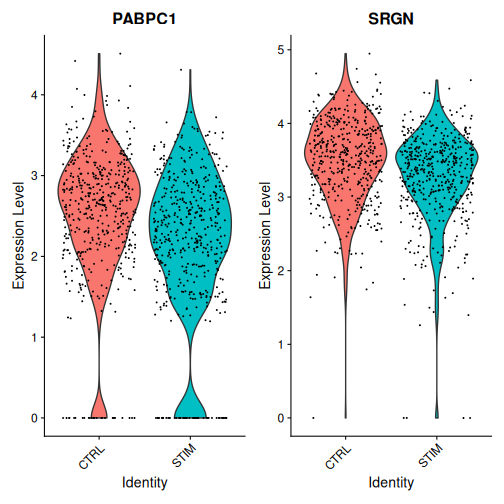 PABPC1
Expression Level
4
3
2
1
0
CTRL
STIM
Identity
SRGN
Expression Level
5
4
3
2
1
0
CTRL
STIM
Identity